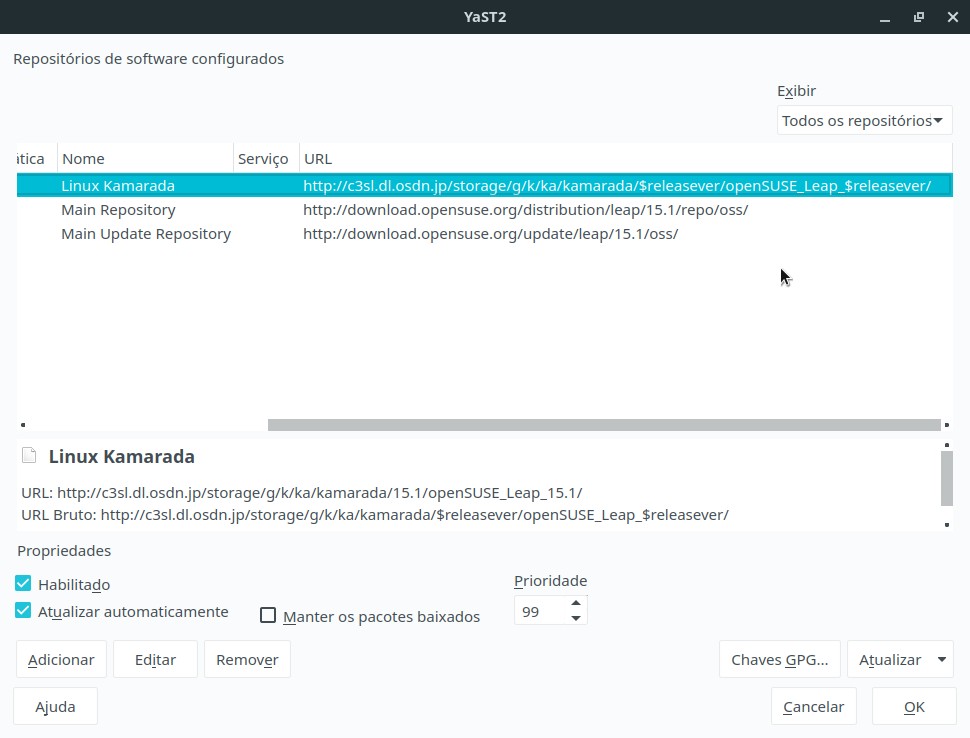 YaST2
Repositórios de software configurados
Exibir
Todos os repositórios
ática Nome Serviço URL
Linux Kamarada http://c3sl.dl.osdn.jp/storage/g/k/ka/kamarada/$releasever/openSUSE_Leap_$releasever/
Main Repository http://download.opensuse.org/distribution/leap/15.1/repo/oss/
Main Update Repository http://download.opensuse.org/update/leap/15.1/oss/
Linux Kamarada
URL: http://c3sl.dl.osdn.jp/storage/g/k/ka/kamarada/15.1/openSUSE_Leap_15.1/
URL Bruto: http://c3sl.dl.osdn.jp/storage/g/k/ka/kamarada/$releasever/openSUSE_Leap_$releasever/
Propriedades
Habilitado
Prioridade
Atualizar automaticamente
Manter os pacotes baixados
99
Adicionar Editar Remover Chaves GPG... Atualizar
Ajuda Cancelar OK